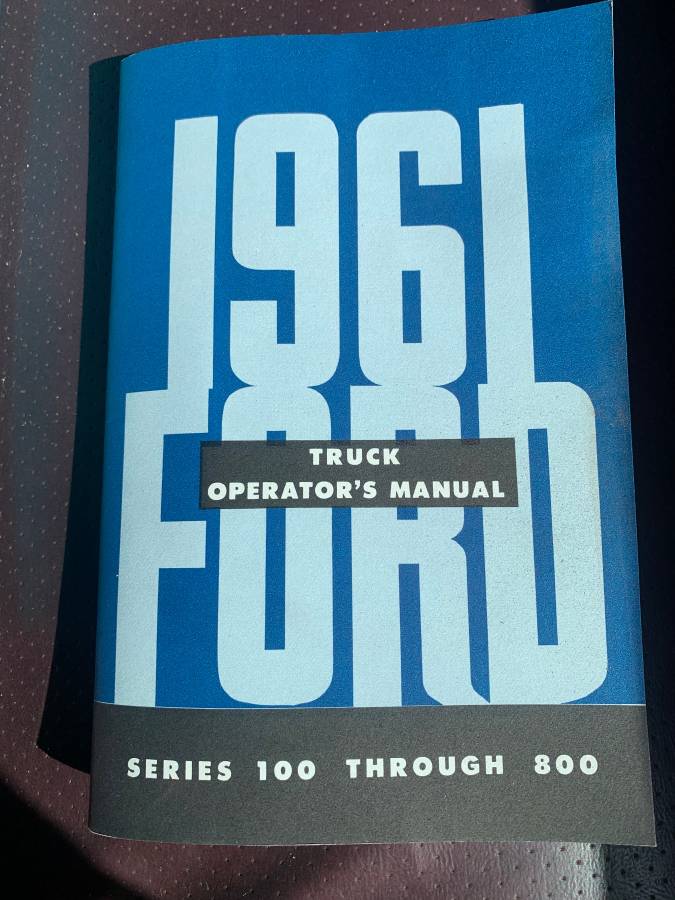 1961
FORD
TRUCK
OPERATOR'S MANUAL
SERIES 100 THROUGH 800